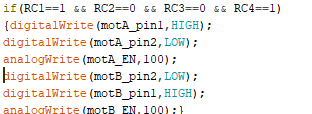 if(RC1==1 && RC2==0 && RC3==0 && RC4==1)
{digitalWrite(motA_pin1,HIGH);
digitalWrite(motA_pin2,LOW);
analogWrite(motA_EN,100);
digitalWrite(motB_pin2,LOW);
digitalWrite(motB_pin1,HIGH);
analogWrite(motB_EN,100);}